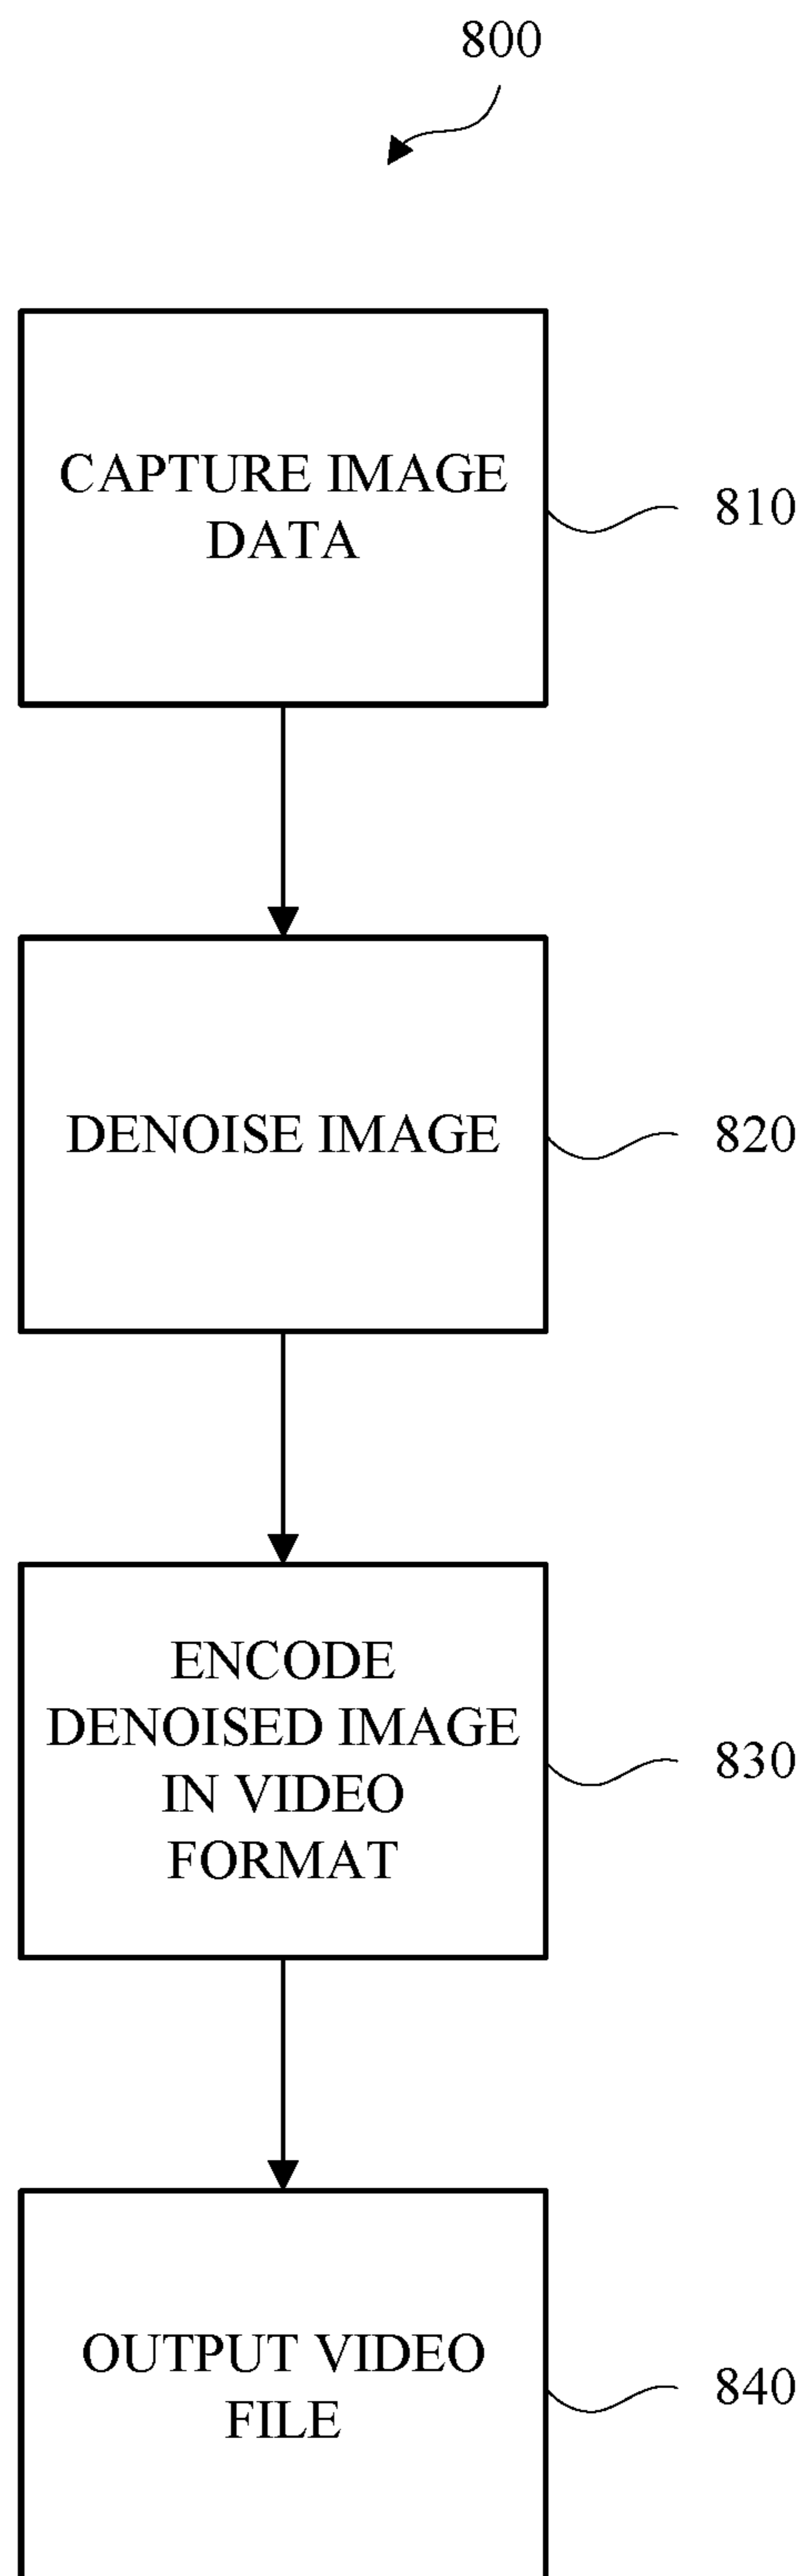 800
CAPTURE IMAGE
DATA
810
DENOISE IMAGE
820
ENCODE
DENOISED IMAGE
IN VIDEO
FORMAT
830
OUTPUT VIDEO
FILE
840